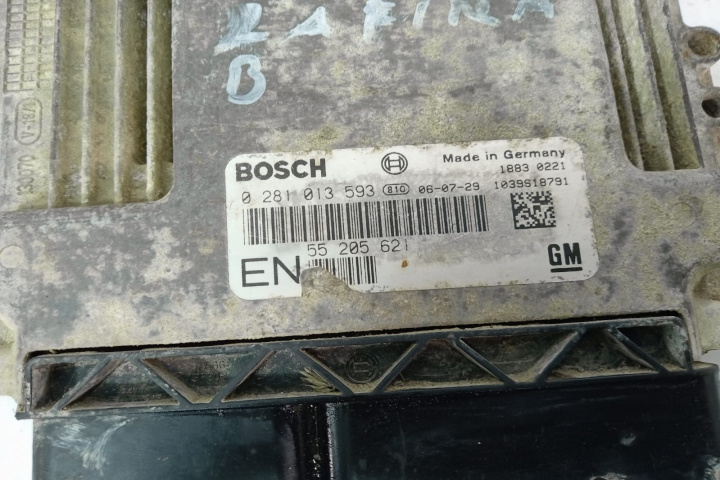 ZAFIRA
B
BOSCH
Made in Germany
1883 0221
0 281 013 593 810 06-07-29 1039S18791
55 205 621
EN
GM